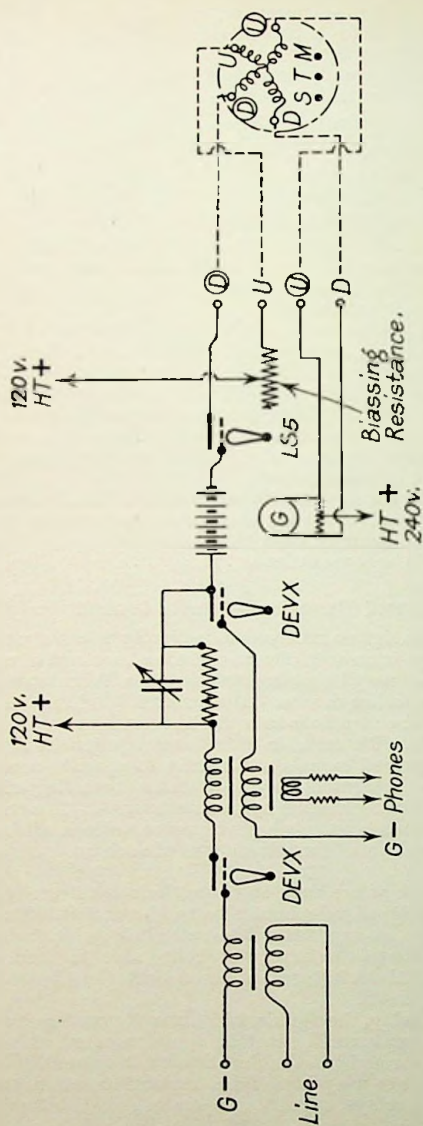 120v.
HT+
120v.
HT+
G-
DEVX
DEVX
LS5
D
U
U
D
U
U
D
D
S T M
Line
G- Phones
G
HT+
240v.
Biassing
Resistance.